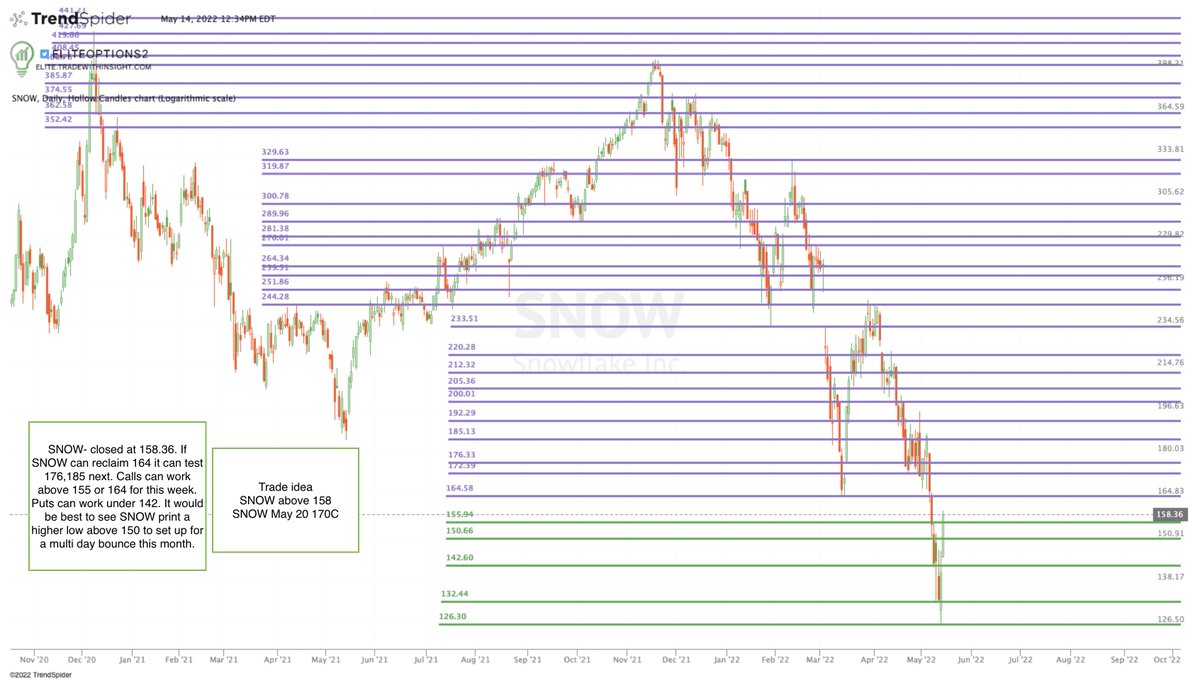 TrendSpider
May 14, 2022 12:34PM EDT
ELITEOPTIONS2
ELITE.TRADEWITHINSIGHT.COM
SNOW, Daily, Hollow Candles chart (Logarithmic scale)
441.71
427.69
419.66
408.45
385.87
374.55
362.58
352.42
329.63
319.87
300.78
289.96
281.38
264.34
251.86
244.28
233.51
220.28
212.32
205.36
200.01
192.29
185.13
176.33
172.39
164.58
155.94
150.66
142.60
132.44
126.30
SNOW
Snowflake Inc
398.21
364.59
333.81
305.62
279.82
256.19
234.56
214.76
196.63
180.03
164.83
158.36
150.91
138.17
126.50
SNOW- closed at 158.36. If
SNOW can reclaim 164 it can test
176,185 next. Calls can work
above 155 or 164 for this week.
Puts can work under 142. It would
be best to see SNOW print a
higher low above 150 to set up for
a multi day bounce this month.
Trade idea
SNOW above 158
SNOW May 20 170C
Nov '20 Dec '20 Jan '21 Feb '21 Mar '21 Apr '21 May '21 Jun '21 Jul '21 Aug '21 Sep '21 Oct '21 Nov '21 Dec '21 Jan '22 Feb '22 Mar '22 Apr '22 May '22 Jun '22 Jul '22 Aug '22 Sep '22 Oct '22
©2022 TrendSpider